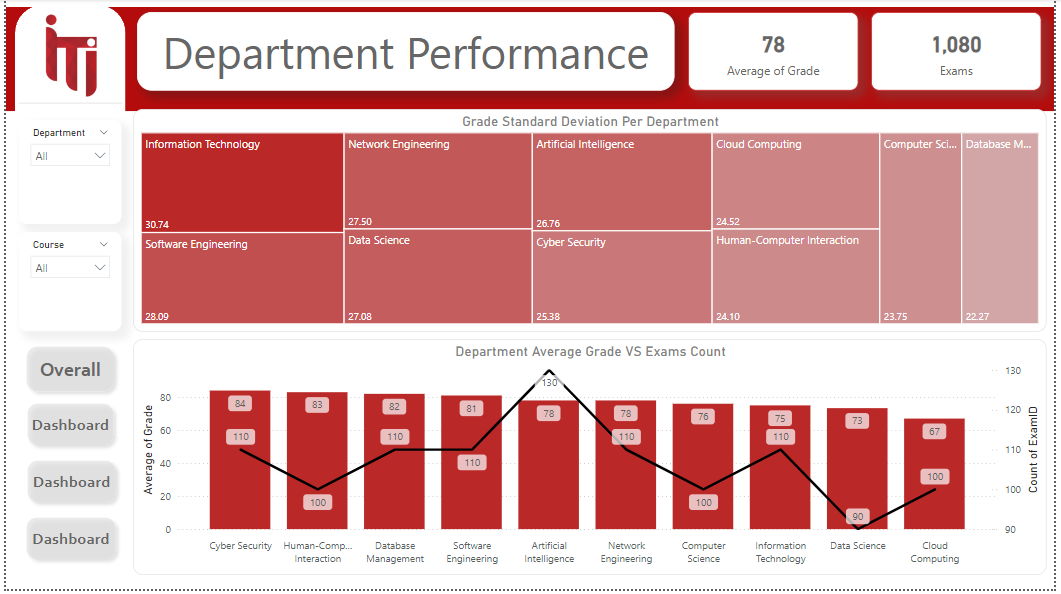 iTi
Department Performance
78
Average of Grade
1,080
Exams
Department
All
Course
All
Overall
Dashboard
Dashboard
Dashboard
Grade Standard Deviation Per Department
Information Technology
30.74
Software Engineering
28.09
Network Engineering
27.50
Data Science
27.08
Artificial Intelligence
26.76
Cyber Security
25.38
Cloud Computing
24.52
Human-Computer Interaction
24.10
Computer Sci...
23.75
Database M...
22.27
Department Average Grade VS Exams Count
Average of Grade
80
60
40
20
0
84
83
82
81
78
78
76
75
73
67
110
100
110
110
130
110
100
110
90
100
130
120
110
100
90
Count of ExamID
Cyber Security
Human-Comp...
Interaction
Database
Management
Software
Engineering
Artificial
Intelligence
Network
Engineering
Computer
Science
Information
Technology
Data Science
Cloud
Computing